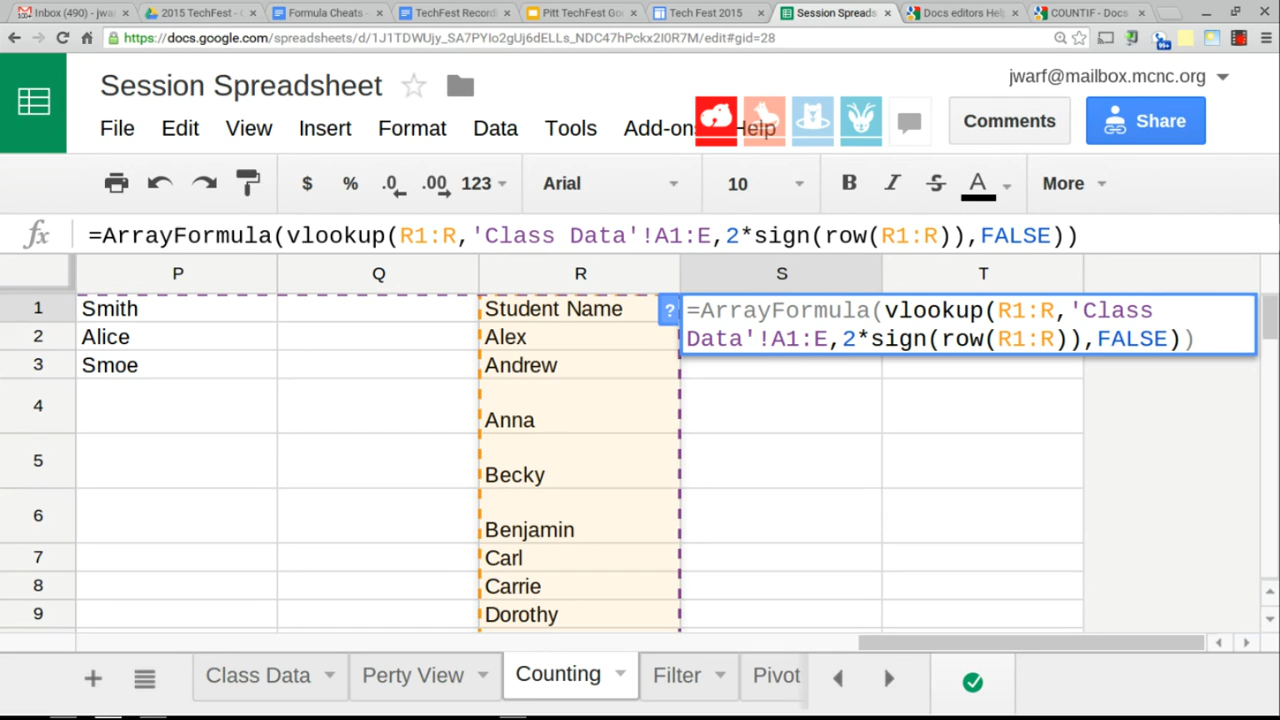 Inbox (490) - jwar
2015 TechFest - G
Formula Cheats -
TechFest Recordi
Pitt TechFest Go
Tech Fest 2015
Session Spreads
Docs editors Hel
COUNTIF - Docs
https://docs.google.com/spreadsheets/d/1J1TDWUjy_SA7PYIo2gUj6dELLs_NDC47hPckx2I0R7M/edit#gid=28
Session Spreadsheet
jwarf@mailbox.mcnc.org
File Edit View Insert Format Data Tools Add-ons Help
Comments
Share
$ % .0 .00 123 Arial 10 B I S A More
fx =ArrayFormula(vlookup(R1:R,'Class Data'!A1:E,2*sign(row(R1:R)),FALSE))
P Q R S T
1 Smith Student Name ? =ArrayFormula(vlookup(R1:R,'Class
Data'!A1:E,2*sign(row(R1:R)),FALSE))
2 Alice Alex
3 Smoe Andrew
4 Anna
5 Becky
6 Benjamin
7 Carl
8 Carrie
9 Dorothy
+ Class Data Perty View Counting Filter Pivot